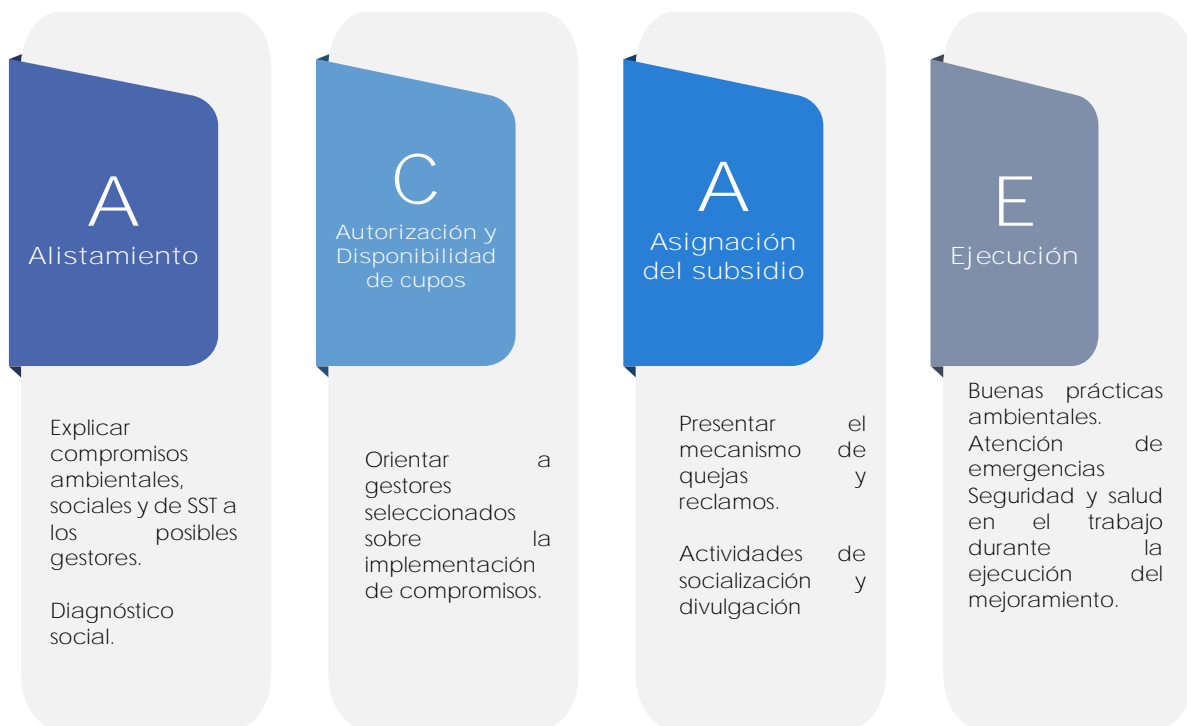 A
Alistamiento
Explicar
compromisos
ambientales,
sociales y de SST a
los posibles
gestores.
Diagnóstico
social.
C
Autorización y
Disponibilidad
de cupos
Orientar a
gestores
seleccionados
sobre la
implementación
de compromisos.
A
Asignación
del subsidio
Presentar el
mecanismo de
quejas y
reclamos.
Actividades de
socialización y
divulgación
E
Ejecución
Buenas prácticas
ambientales.
Atención de
emergencias
Seguridad y salud
en el trabajo
durante la
ejecución del
mejoramiento.